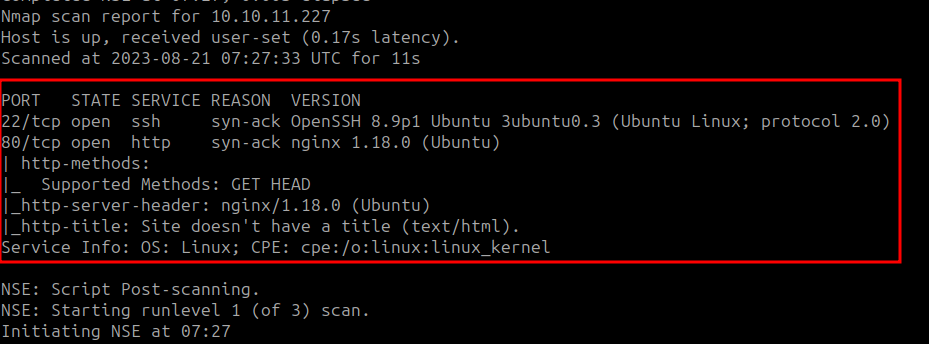 Nmap scan report for 10.10.11.227
Host is up, received user-set (0.17s latency).
Scanned at 2023-08-21 07:27:33 UTC for 11s
PORT   STATE SERVICE REASON  VERSION
22/tcp open  ssh     syn-ack OpenSSH 8.9p1 Ubuntu 3ubuntu0.3 (Ubuntu Linux; protocol 2.0)
80/tcp open  http    syn-ack nginx 1.18.0 (Ubuntu)
| http-methods:
|_  Supported Methods: GET HEAD
|_http-server-header: nginx/1.18.0 (Ubuntu)
|_http-title: Site doesn't have a title (text/html).
Service Info: OS: Linux; CPE: cpe:/o:linux:linux_kernel
NSE: Script Post-scanning.
NSE: Starting runlevel 1 (of 3) scan.
Initiating NSE at 07:27